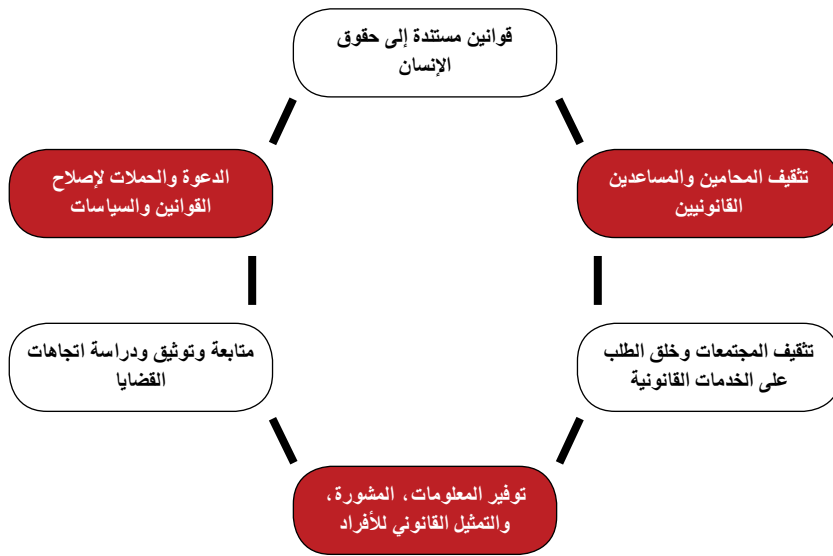 قوانين مستندة إلى حقوق
الإنسان
تثقيف المحامين والمساعدين
القانونيين
الدعوة والحملات لإصلاح
القوانين والسياسات
تثقيف المجتمعات وخلق الطلب
على الخدمات القانونية
متابعة وتوثيق ودراسة اتجاهات
القضايا
توفير المعلومات، المشورة،
والتمثيل القانوني للأفراد